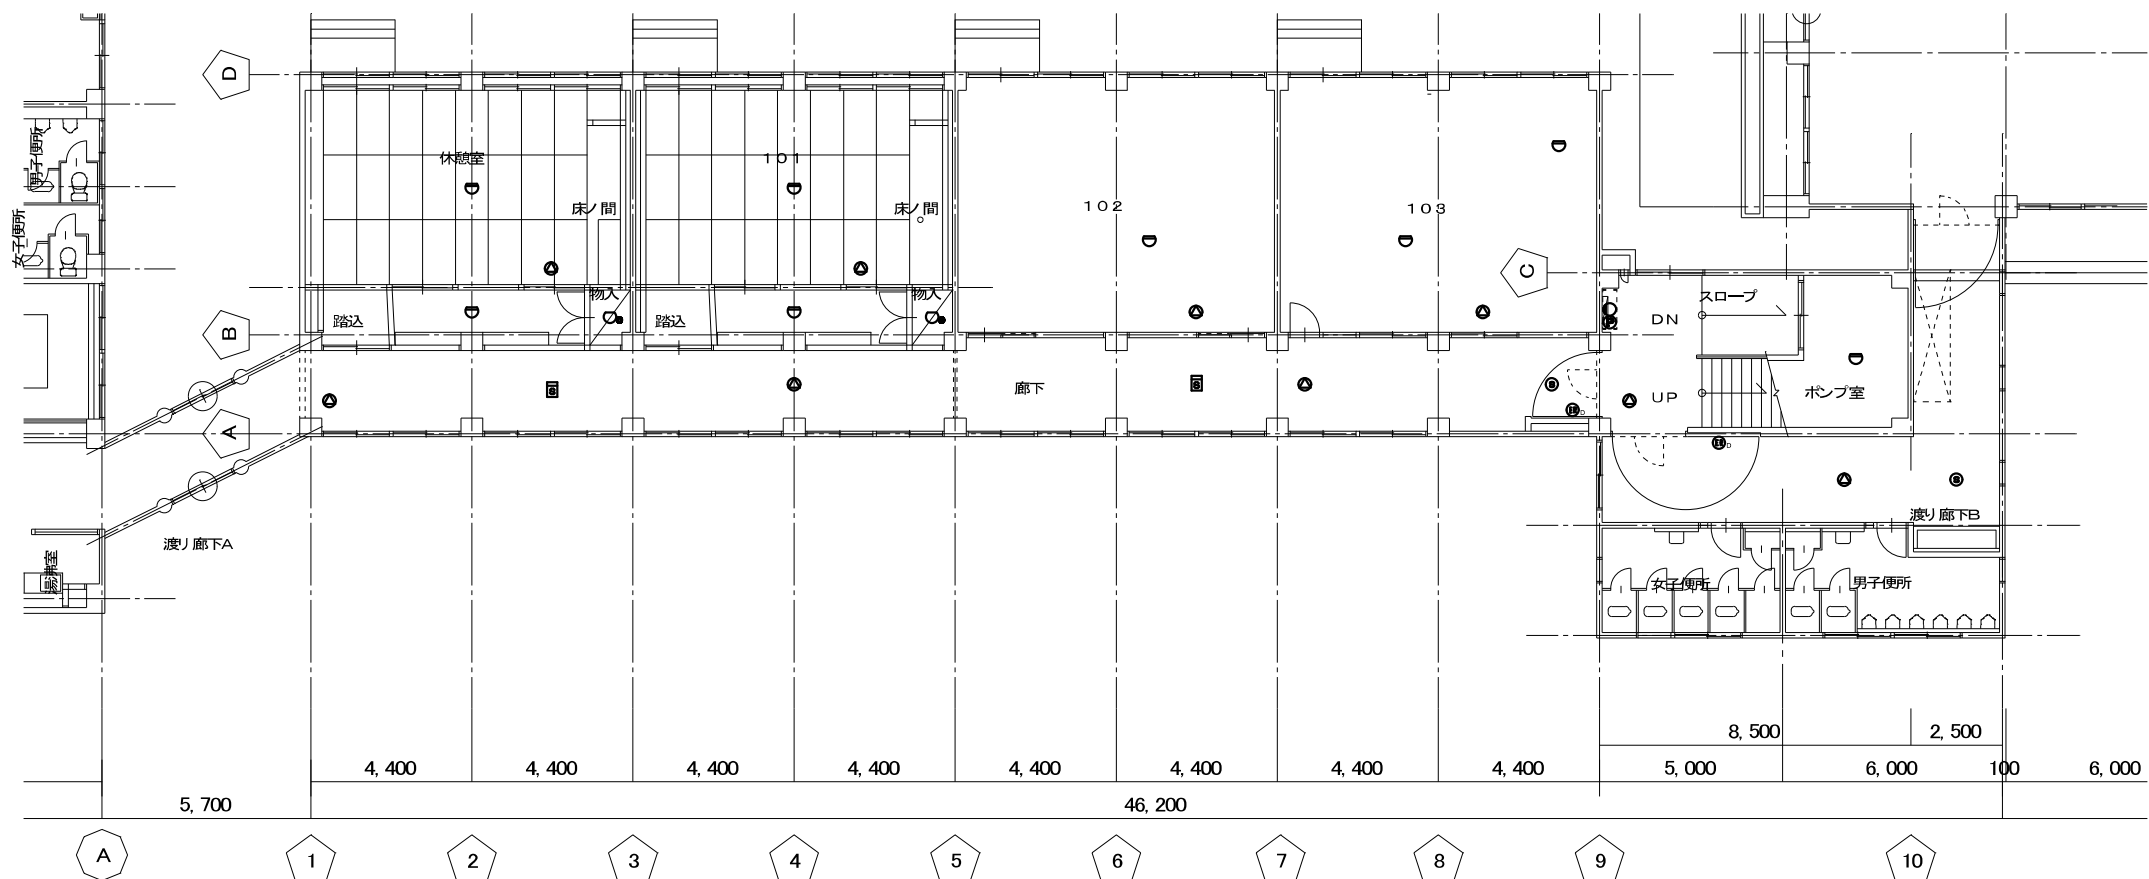 D
男子便所
休憩室
101
床ノ間
床ノ間
102
103
女子便所
C
物入
物入
スロープ
踏込
踏込
DN
B
廊下
UP
ポンプ室
A
渡り廊下B
渡り廊下A
湯沸室
女子便所
男子便所
8,500
2,500
4,400
4,400
4,400
4,400
4,400
4,400
4,400
4,400
5,000
6,000
100
6,000
5,700
46,200
A
1
2
3
4
5
6
7
8
9
10